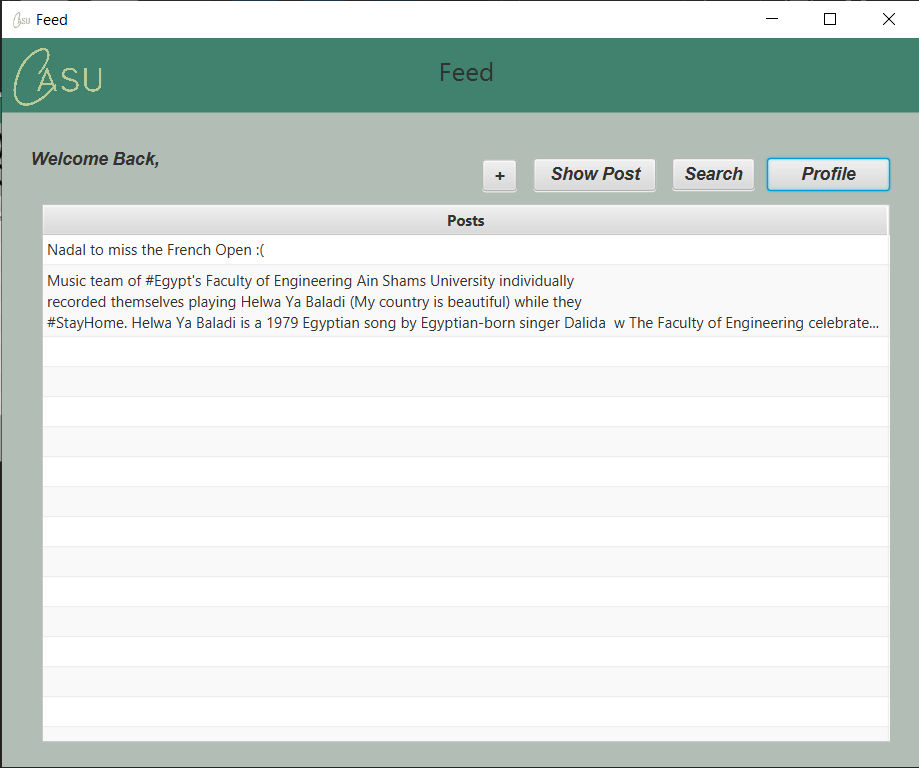 Feed
CASU
Feed
Welcome Back,
+
Show Post
Search
Profile
Posts
Nadal to miss the French Open :(
Music team of #Egypt's Faculty of Engineering Ain Shams University individually
recorded themselves playing Helwa Ya Baladi (My country is beautiful) while they
#StayHome. Helwa Ya Baladi is a 1979 Egyptian song by Egyptian-born singer Dalida  w The Faculty of Engineering celebrate...